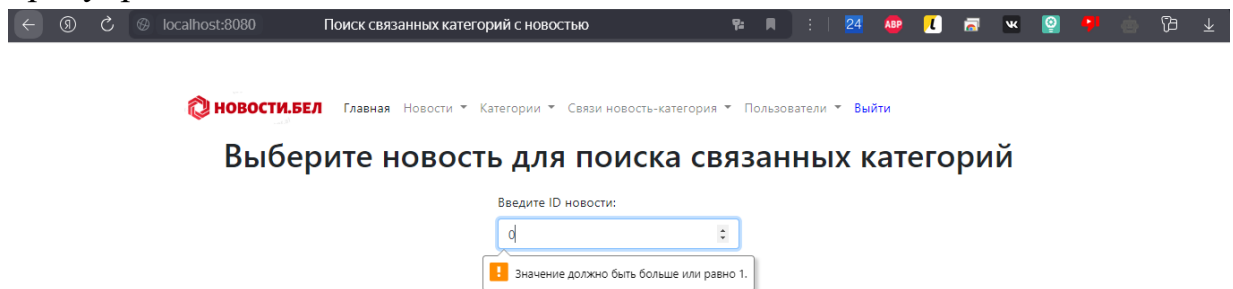 localhost:8080 Поиск связанных категорий с новостью 24 ABP
НОВОСТИ.БЕЛ Главная Новости Категории Связи новость-категория Пользователи Выйти
Выберите новость для поиска связанных категорий
Введите ID новости:
0
Значение должно быть больше или равно 1.